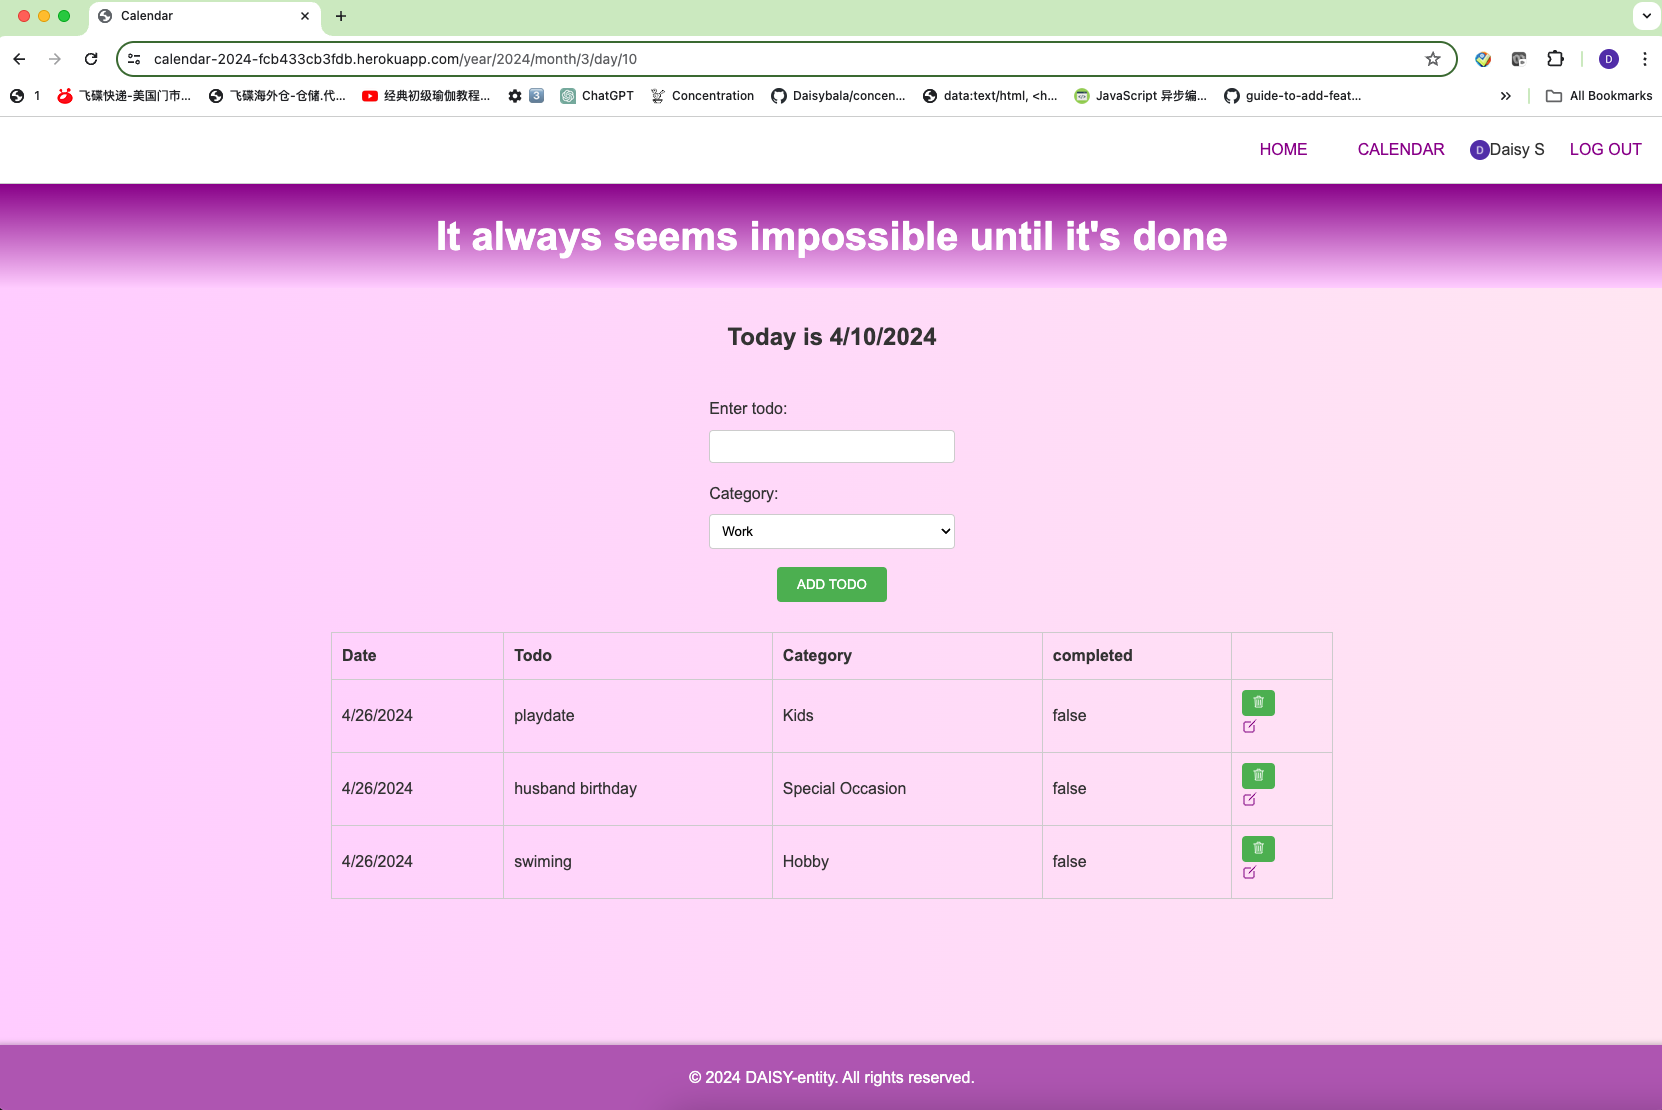 Calendar
calendar-2024-fcb433cb3fdb.herokuapp.com/year/2024/month/3/day/10
D
1 飞碟快递-美国门市... 飞碟海外仓-仓储.代... 经典初级瑜伽教程... 3 ChatGPT Concentration Daisybala/concen... data:text/html, <h... JavaScript 异步编... guide-to-add-feat... » All Bookmarks
HOME CALENDAR D Daisy S LOG OUT
It always seems impossible until it's done
Today is 4/10/2024
Enter todo:
Category:
Work
ADD TODO
Date Todo Category completed
4/26/2024 playdate Kids false
4/26/2024 husband birthday Special Occasion false
4/26/2024 swiming Hobby false
© 2024 DAISY-entity. All rights reserved.